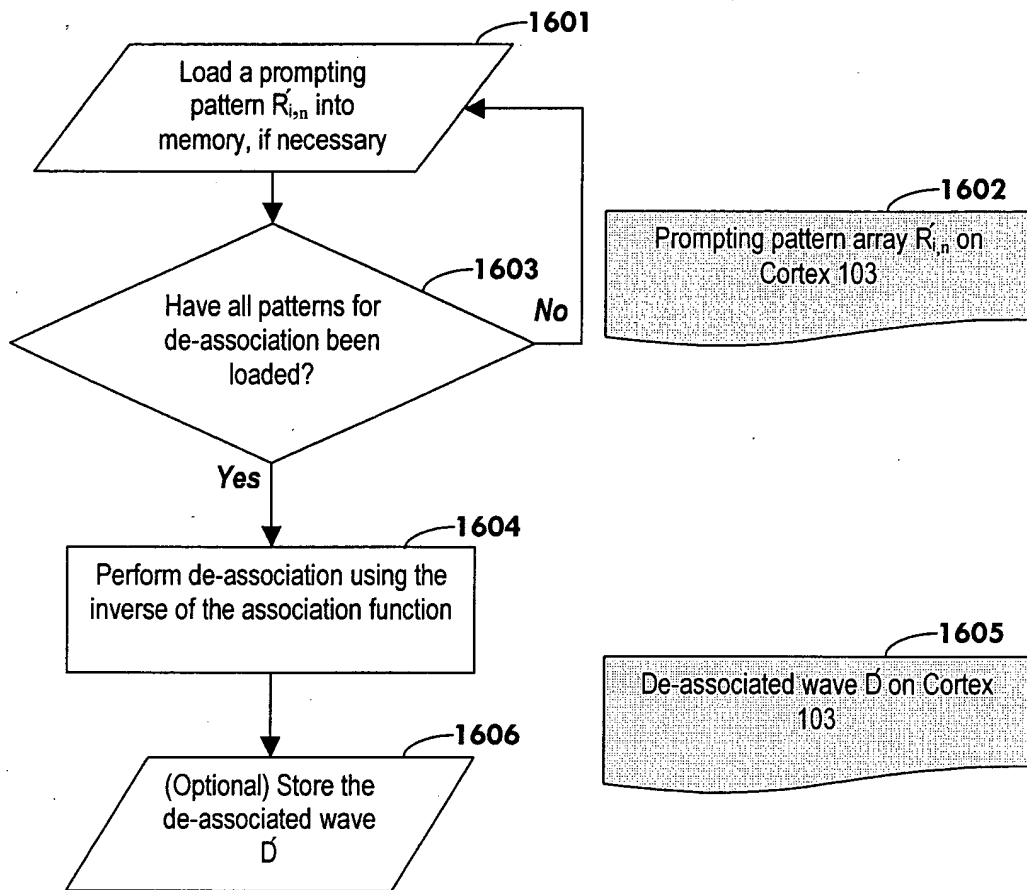 1601
Load a prompting
pattern Ŕi,n into
memory, if necessary
1602
Prompting pattern array Ŕi,n on
Cortex 103
1603
Have all patterns for
de-association been
loaded?
No
Yes
1604
Perform de-association using the
inverse of the association function
1605
De-associated wave D́ on Cortex
103
1606
(Optional) Store the
de-associated wave
D́